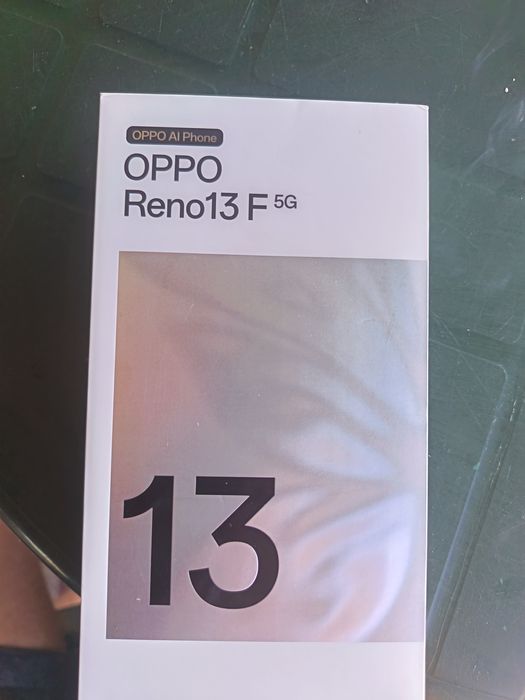 OPPO AI Phone
OPPO
Reno13 F 5G
13